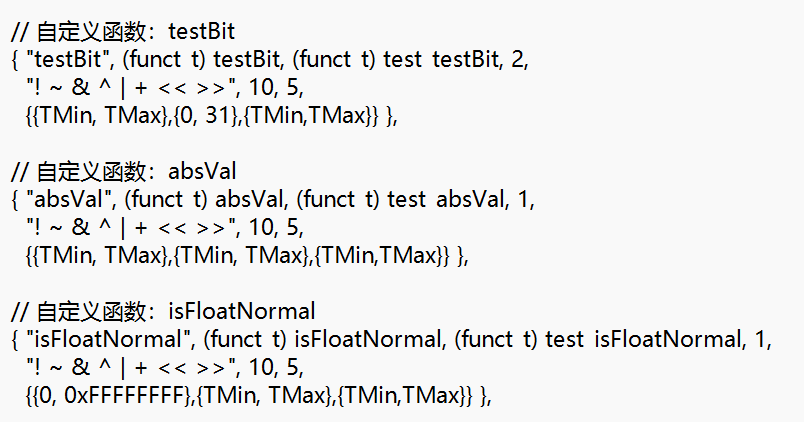 // 自定义函数：testBit
{ "testBit", (funct t) testBit, (funct t) test testBit, 2,
"! ~ & ^ | + << >>", 10, 5,
{{TMin, TMax},{0, 31},{TMin,TMax}} },
// 自定义函数：absVal
{ "absVal", (funct t) absVal, (funct t) test absVal, 1,
"! ~ & ^ | + << >>", 10, 5,
{{TMin, TMax},{TMin, TMax},{TMin,TMax}} },
// 自定义函数：isFloatNormal
{ "isFloatNormal", (funct t) isFloatNormal, (funct t) test isFloatNormal, 1,
"! ~ & ^ | + << >>", 10, 5,
{{0, 0xFFFFFFFF},{TMin, TMax},{TMin,TMax}} },